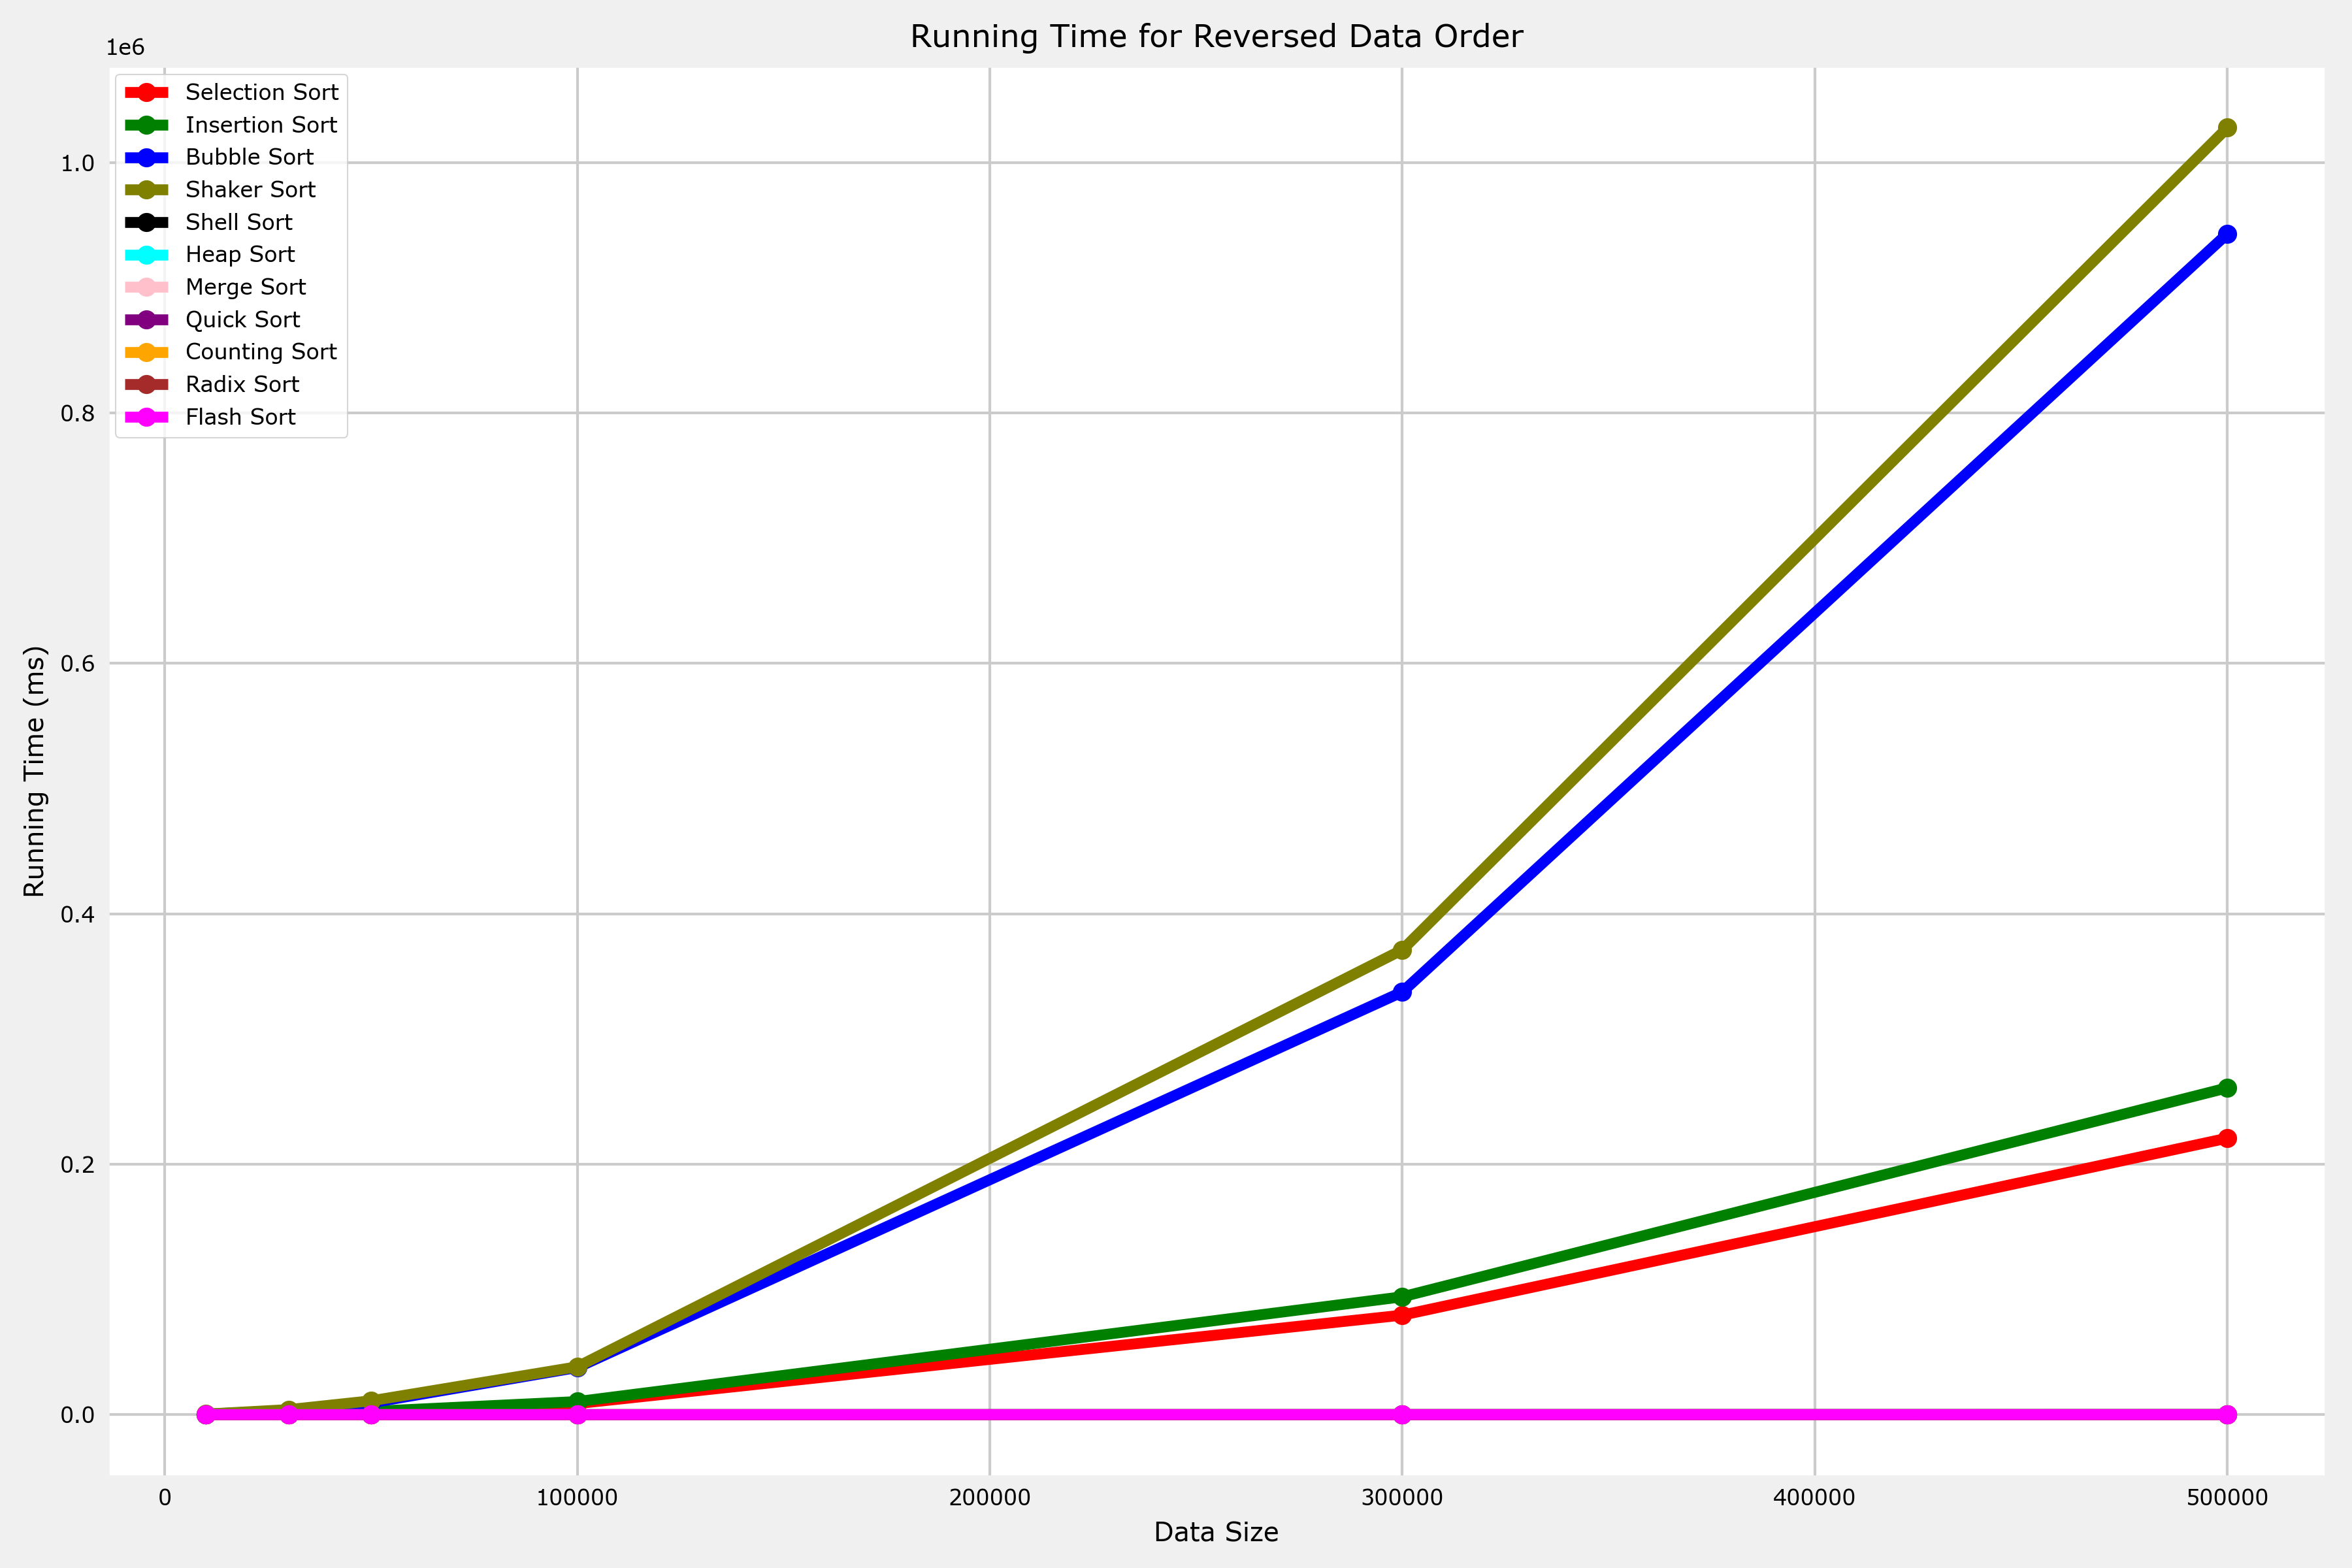 Running Time for Reversed Data Order
1e6
Selection Sort
Insertion Sort
Bubble Sort
Shaker Sort
Shell Sort
Heap Sort
Merge Sort
Quick Sort
Counting Sort
Radix Sort
Flash Sort
1.0
0.8
0.6
0.4
0.2
0.0
Running Time (ms)
0 100000 200000 300000 400000 500000
Data Size